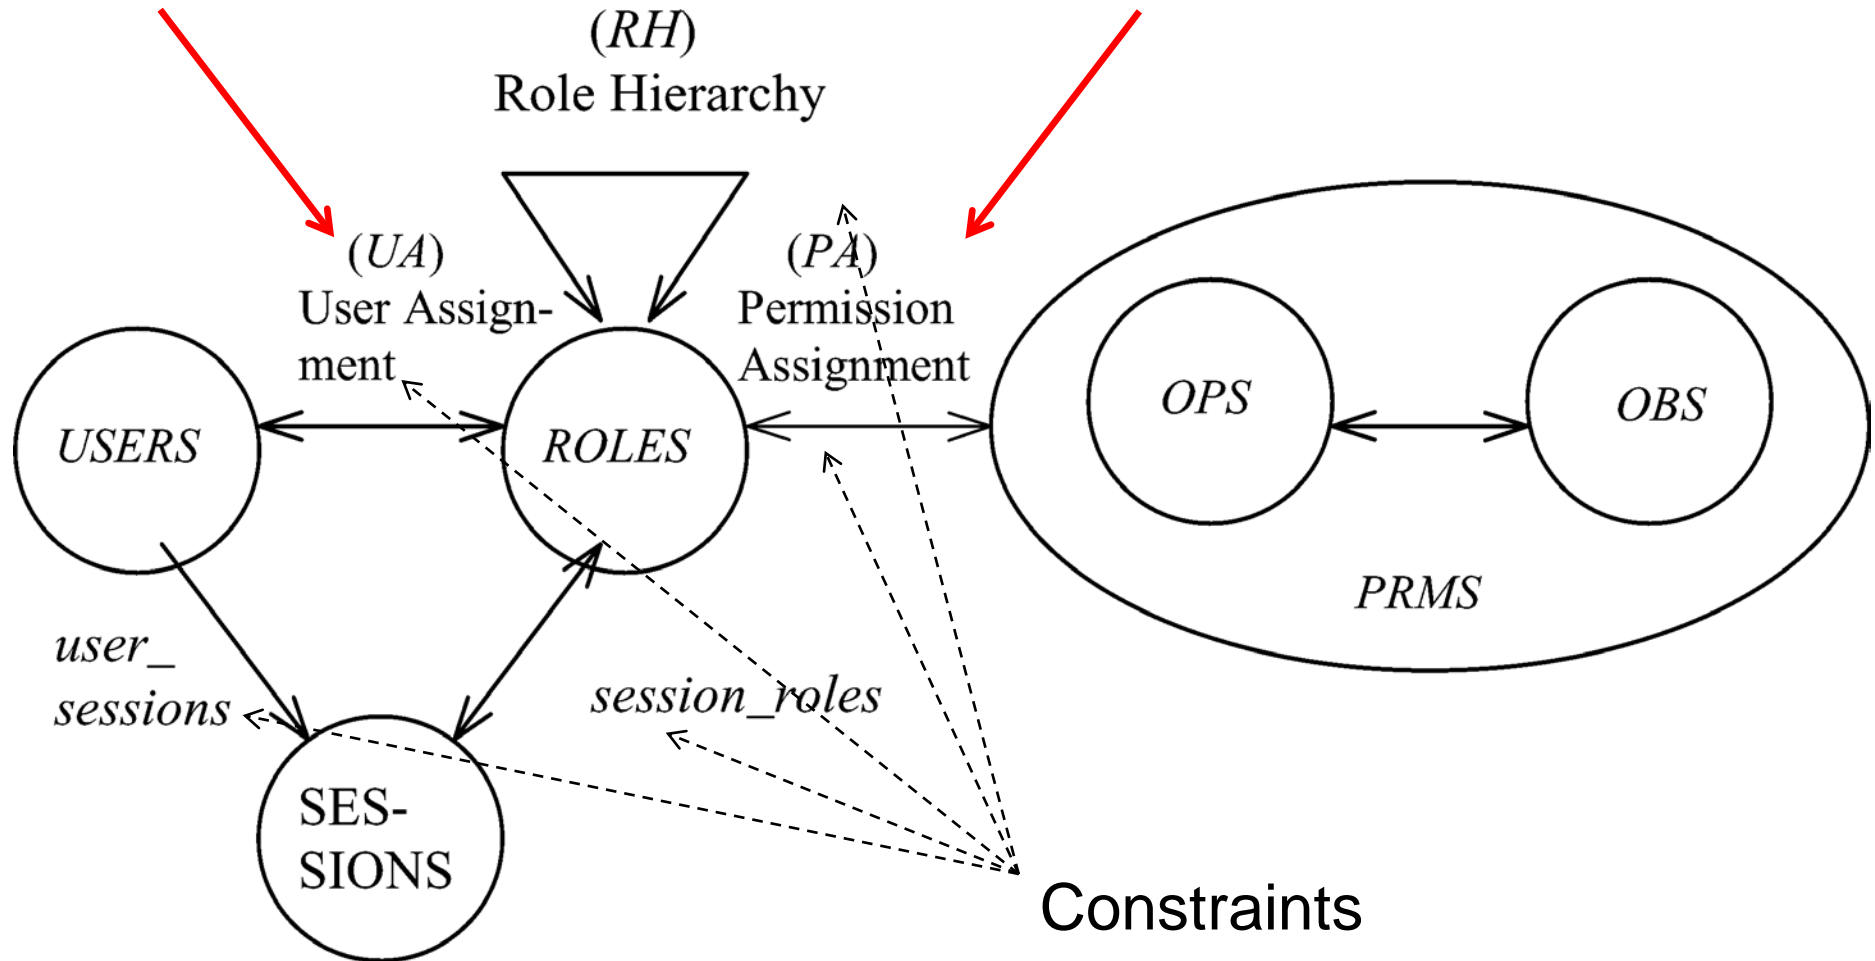 (RH)
Role Hierarchy
(UA)
User Assign-
ment
(PA)
Permission
Assignment
USERS
ROLES
OPS
OBS
PRMS
user_
sessions
session_roles
SES-
SIONS
Constraints